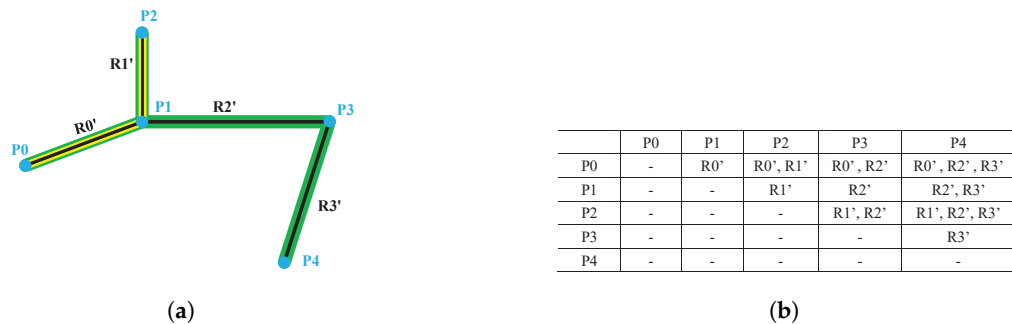 P2
R1'
P1
R2'
P3
R0'
P0
R3'
P4
P0 P1 P2 P3 P4
P0 - R0’ R0’, R1’ R0’, R2’ R0’, R2’, R3’
P1 - - R1’ R2’ R2’, R3’
P2 - - - R1’, R2’ R1’, R2’, R3’
P3 - - - - R3’
P4 - - - - -
(a) (b)